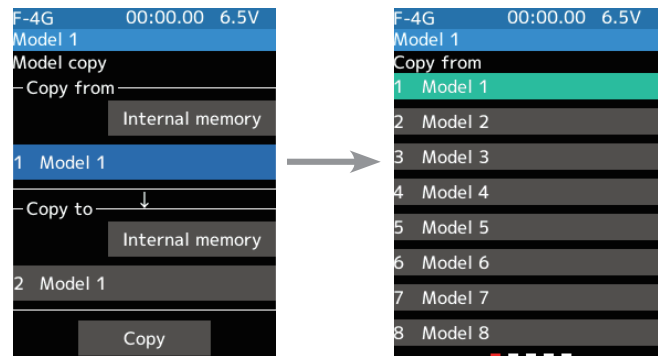 F-4G 00:00.00 6.5V
Model 1
Model copy
Copy from
Internal memory
1 Model 1
↓
Copy to
Internal memory
2 Model 1
Copy
F-4G 00:00.00 6.5V
Model 1
Copy from
1 Model 1
2 Model 2
3 Model 3
4 Model 4
5 Model 5
6 Model 6
7 Model 7
8 Model 8